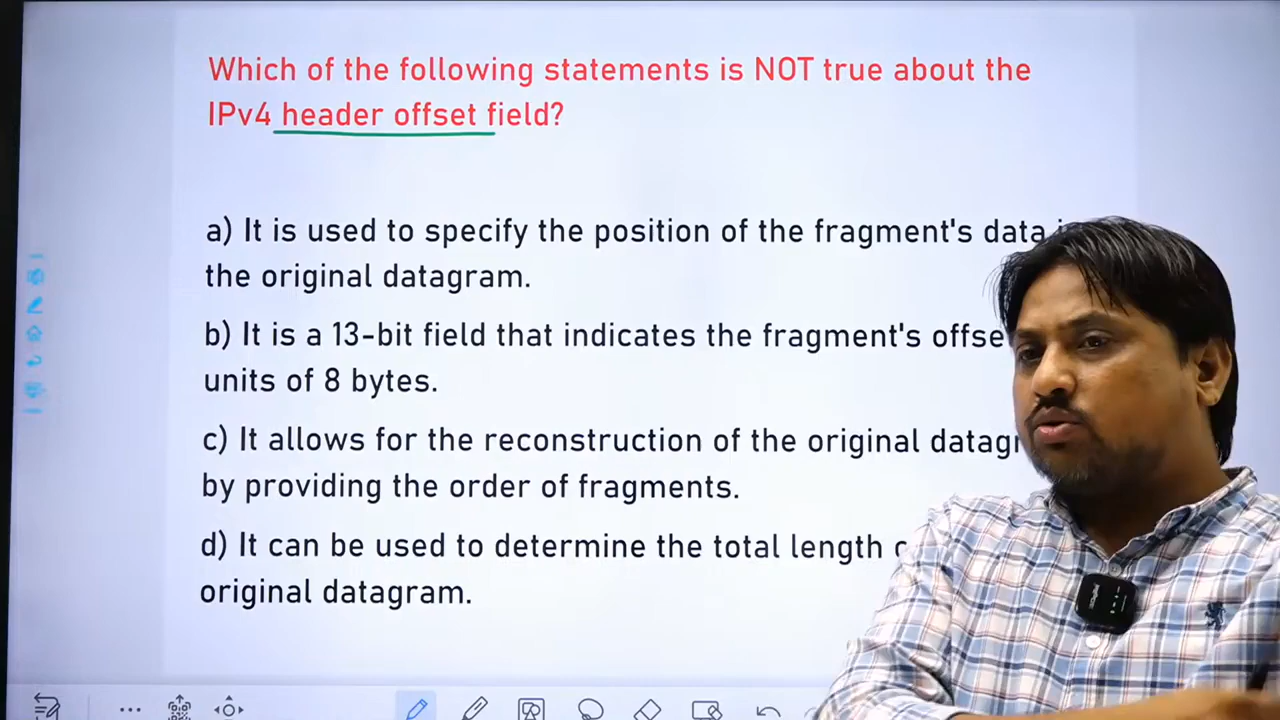 Which of the following statements is NOT true about the
IPv4 header offset field?
a) It is used to specify the position of the fragment's data
the original datagram.
b) It is a 13-bit field that indicates the fragment's
units of 8 bytes.
c) It allows for the reconstruction of the original
by providing the order of fragments.
d) It can be used to determine the total length
original datagram.